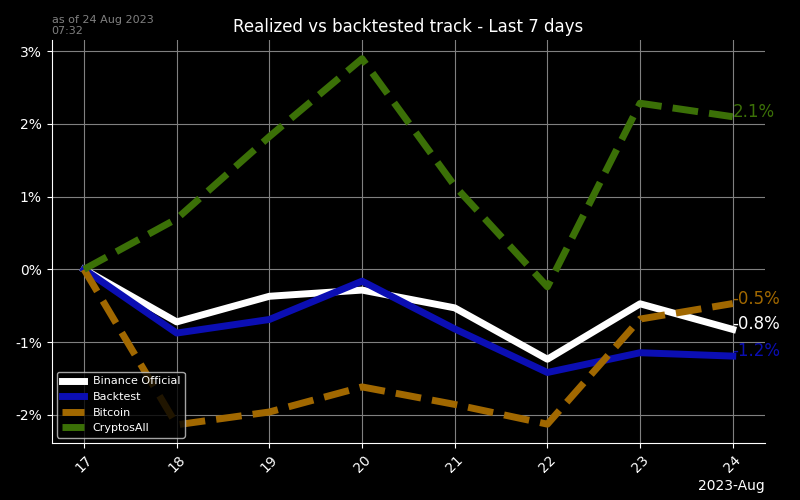 as of 24 Aug 2023
07:32
Realized vs backtested track - Last 7 days
3%
2%
1%
0%
-1%
-2%
2.1%
-0.5%
-0.8%
-1.2%
Binance Official
Backtest
Bitcoin
CryptosAll
17 18 19 20 21 22 23 24
2023-Aug